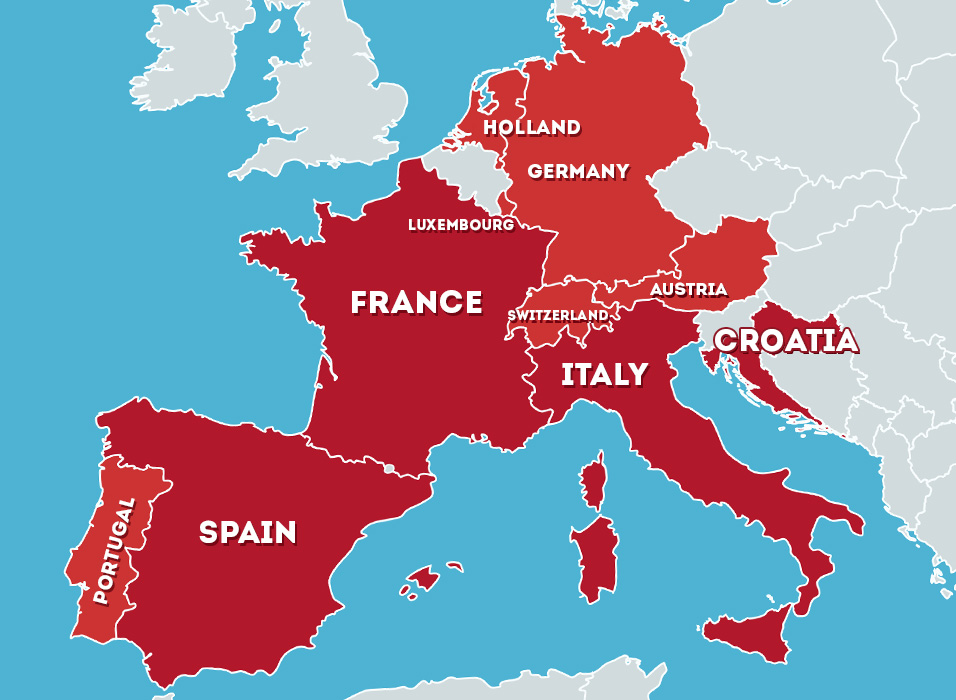 HOLLAND
GERMANY
LUXEMBOURG
AUSTRIA
FRANCE
SWITZERLAND
CROATIA
ITALY
SPAIN
PORTUGAL